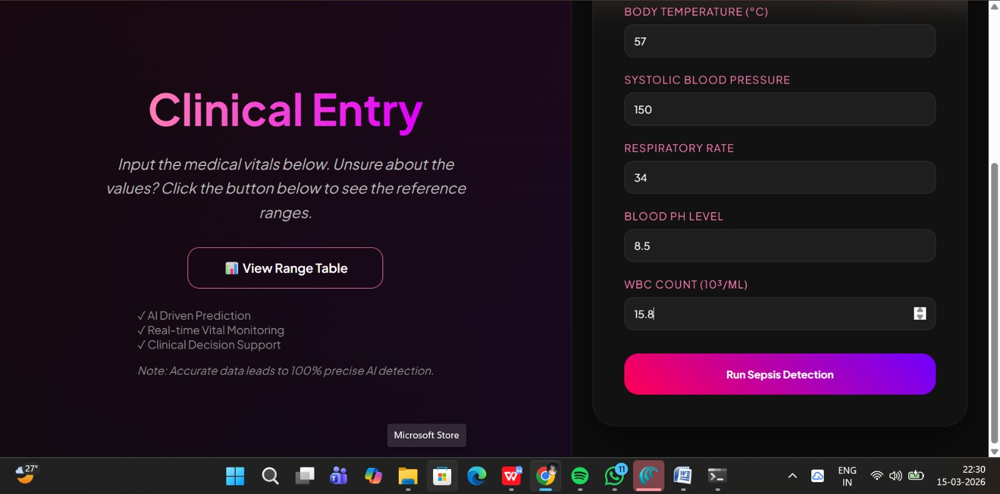 Clinical Entry
Input the medical vitals below. Unsure about the
values? Click the button below to see the reference
ranges.
View Range Table
✓ AI Driven Prediction
✓ Real-time Vital Monitoring
✓ Clinical Decision Support
Note: Accurate data leads to 100% precise AI detection.
BODY TEMPERATURE (°C)
57
SYSTOLIC BLOOD PRESSURE
150
RESPIRATORY RATE
34
BLOOD PH LEVEL
8.5
WBC COUNT (10³/ML)
15.8
Run Sepsis Detection
Microsoft Store
27°
11
ENG
IN
22:30
15-03-2026